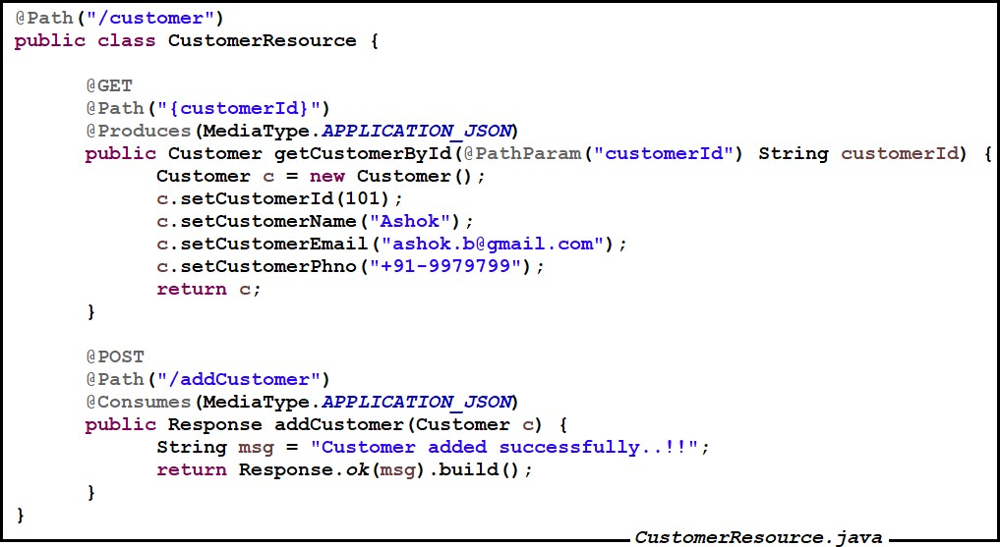 @Path("/customer")
public class CustomerResource {
@GET
@Path("{customerId}")
@Produces(MediaType.APPLICATION_JSON)
public Customer getCustomerById(@PathParam("customerId") String customerId) {
Customer c = new Customer();
c.setCustomerId(101);
c.setCustomerName("Ashok");
c.setCustomerEmail("ashok.b@gmail.com");
c.setCustomerPhno("+91-9979799");
return c;
}
@POST
@Path("/addCustomer")
@Consumes(MediaType.APPLICATION_JSON)
public Response addCustomer(Customer c) {
String msg = "Customer added successfully..!!";
return Response.ok(msg).build();
}
}
CustomerResource.java